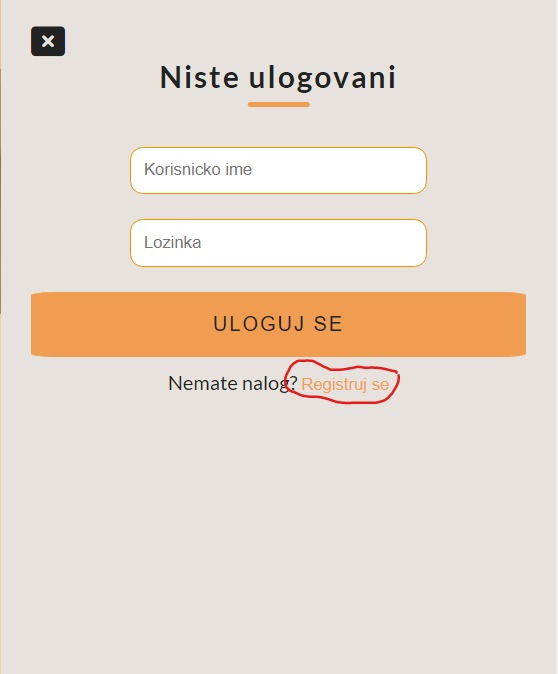 Niste ulogovani
Korisnicko ime
Lozinka
ULOGUJ SE
Nemate nalog? Registruj se